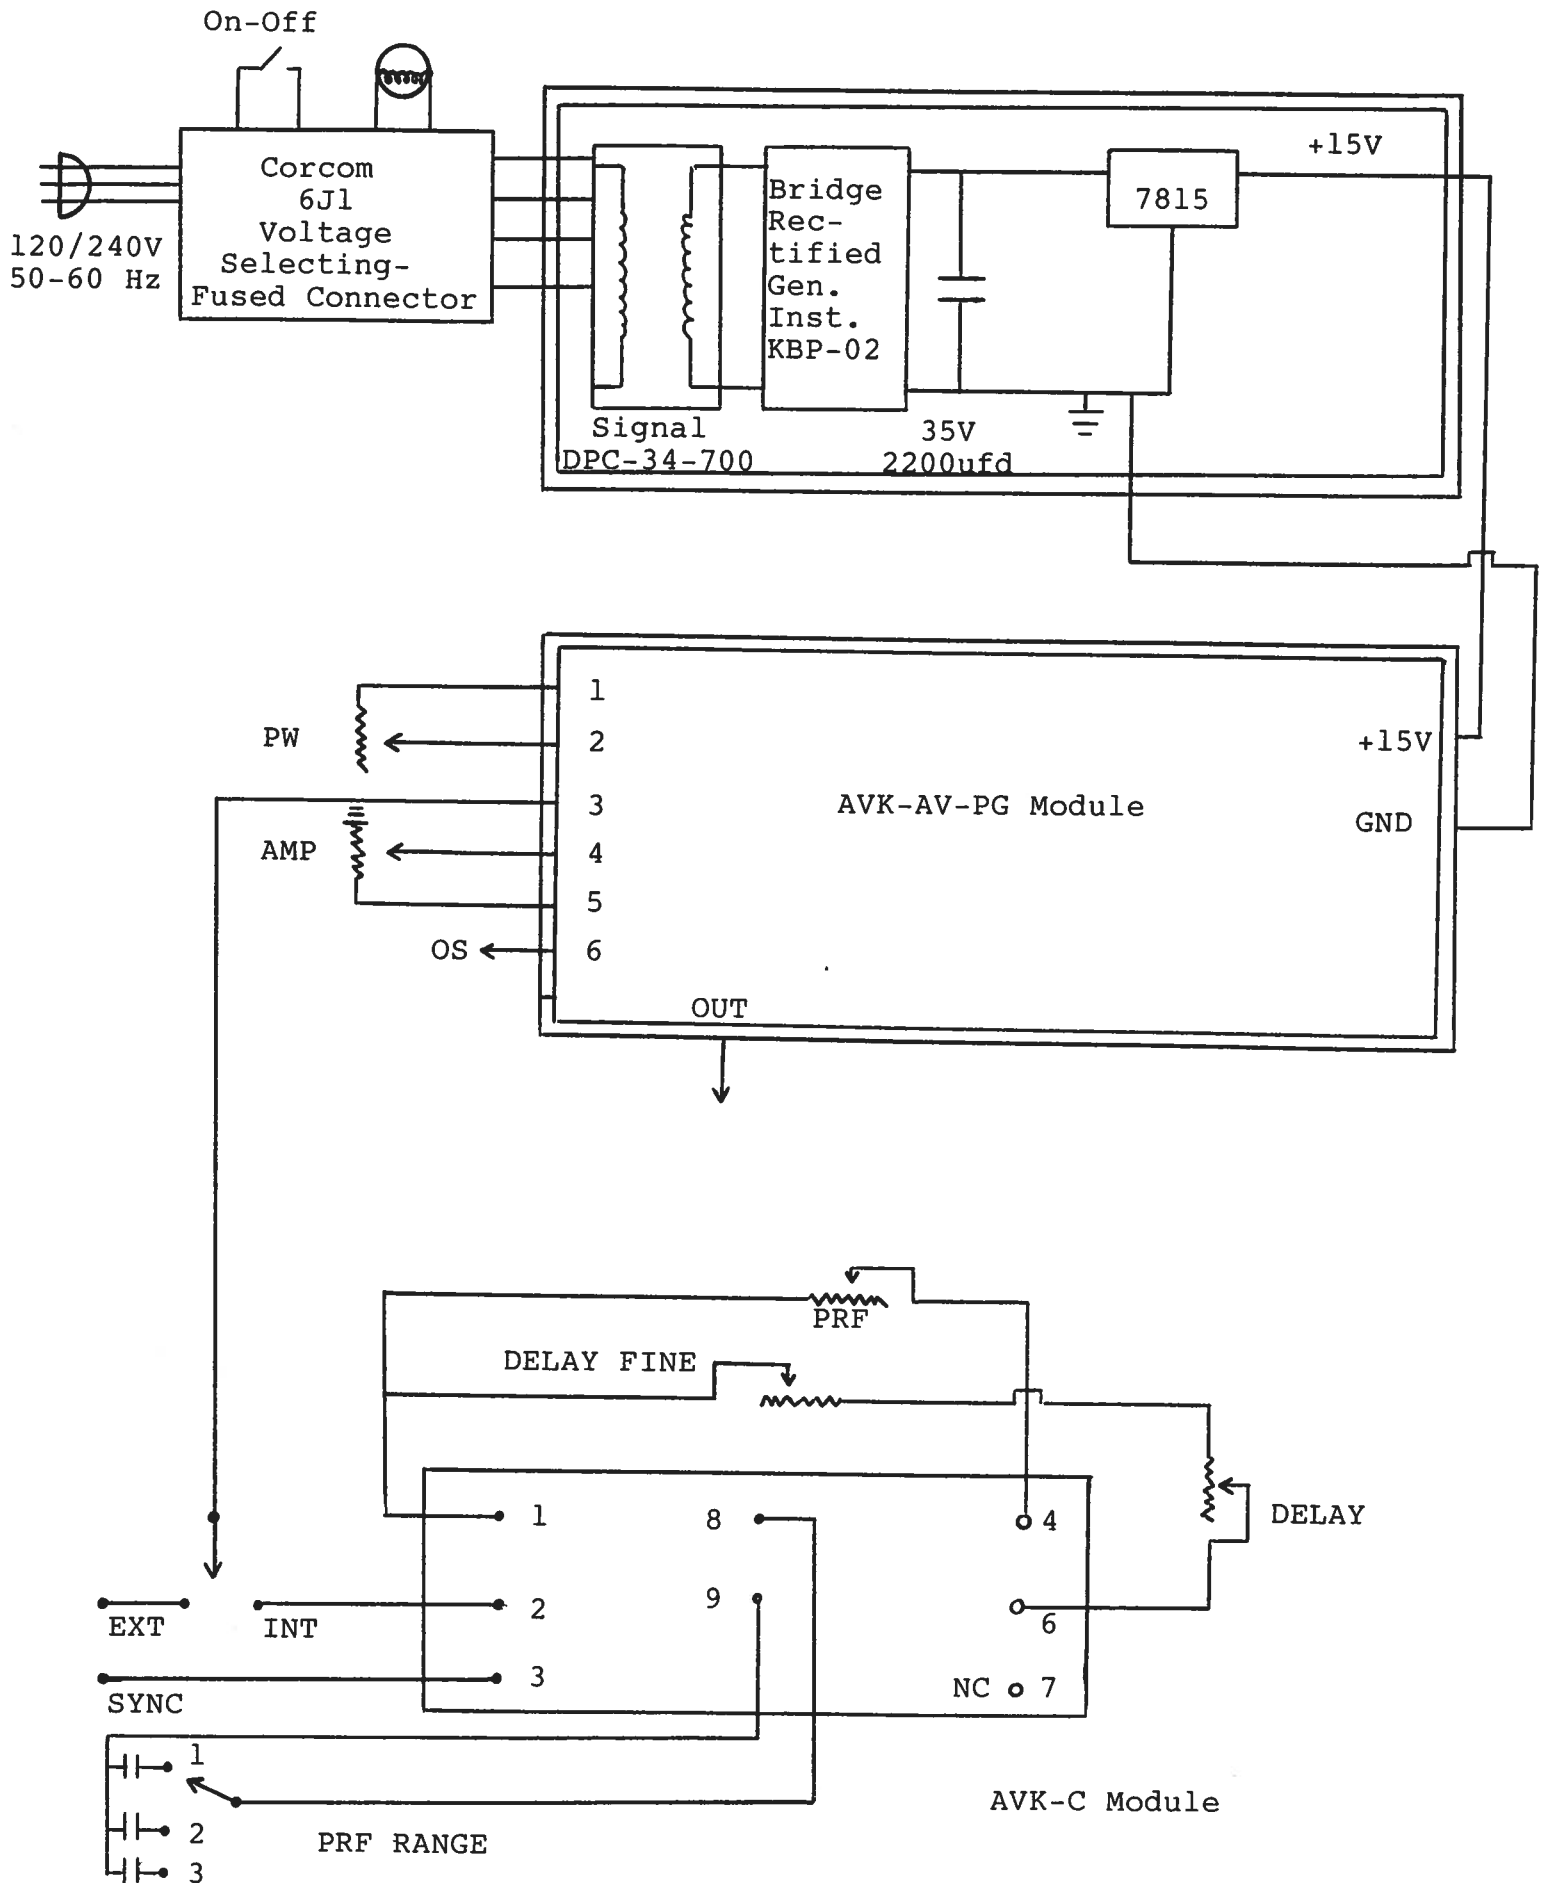 On-Off
120/240V
50-60 Hz
Corcom
6J1
Voltage
Selecting-
Fused Connector
Signal
DPC-34-700
Bridge
Rec-
tified
Gen.
Inst.
KBP-02
35V
2200ufd
7815
+15V
PW
AMP
OS
1
2
3
4
5
6
AVK-AV-PG Module
+15V
GND
OUT
PRF
DELAY FINE
DELAY
1
2
3
8
9
4
6
NC 7
EXT
INT
SYNC
1
2
3
PRF RANGE
AVK-C Module